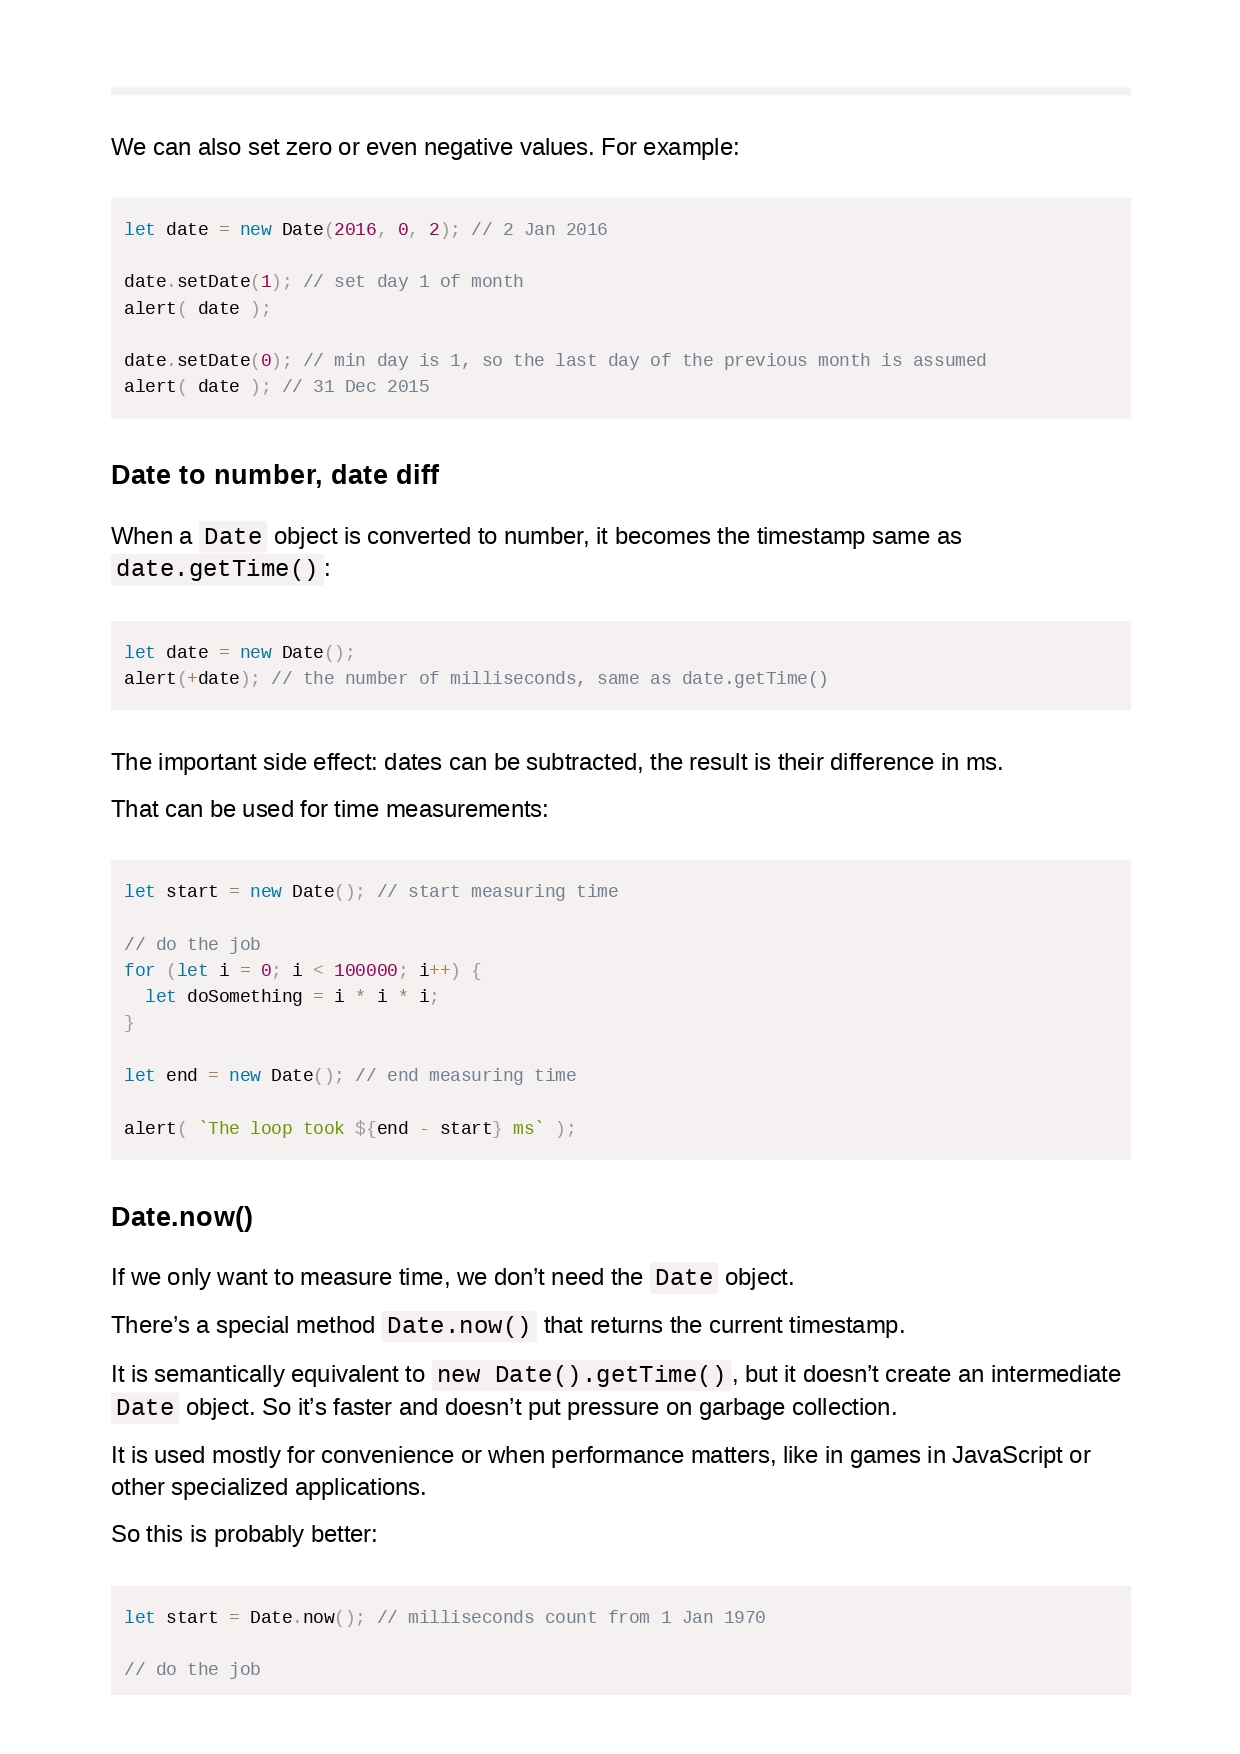 We can also set zero or even negative values. For example:
let date = new Date(2016, 0, 2); // 2 Jan 2016
date.setDate(1); // set day 1 of month
alert( date );
date.setDate(0); // min day is 1, so the last day of the previous month is assumed
alert( date ); // 31 Dec 2015
Date to number, date diff
When a Date object is converted to number, it becomes the timestamp same as
date.getTime():
let date = new Date();
alert(+date); // the number of milliseconds, same as date.getTime()
The important side effect: dates can be subtracted, the result is their difference in ms.
That can be used for time measurements:
let start = new Date(); // start measuring time
// do the job
for (let i = 0; i < 100000; i++) {
  let doSomething = i * i * i;
}
let end = new Date(); // end measuring time
alert( `The loop took ${end - start} ms` );
Date.now()
If we only want to measure time, we don’t need the Date object.
There’s a special method Date.now() that returns the current timestamp.
It is semantically equivalent to new Date().getTime(), but it doesn’t create an intermediate
Date object. So it’s faster and doesn’t put pressure on garbage collection.
It is used mostly for convenience or when performance matters, like in games in JavaScript or
other specialized applications.
So this is probably better:
let start = Date.now(); // milliseconds count from 1 Jan 1970
// do the job